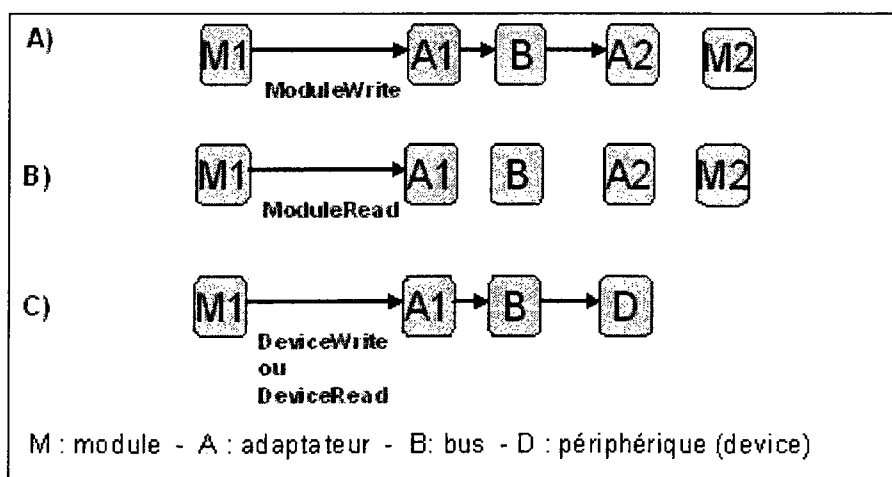 A)
M1 A1 B A2 M2
ModuleWrite
B)
M1 A1 B A2 M2
ModuleRead
C)
M1 A1 B D
DeviceWrite
ou
DeviceRead
M : module - A : adaptateur - B: bus - D : périphérique (device)